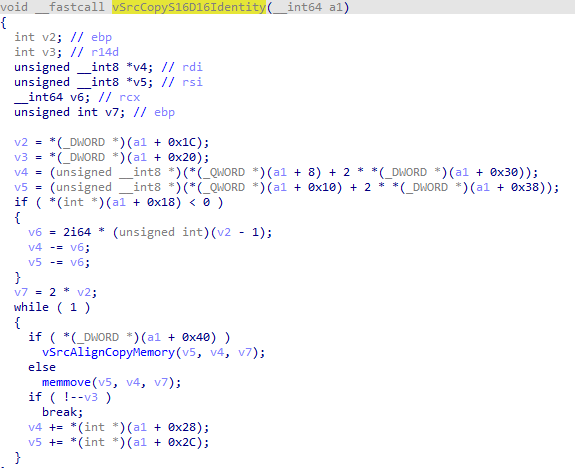 void __fastcall vSrcCopyS16D16Identity(__int64 a1)
{
  int v2; // ebp
  int v3; // r14d
  unsigned __int8 *v4; // rdi
  unsigned __int8 *v5; // rsi
  __int64 v6; // rcx
  unsigned int v7; // ebp

  v2 = *(_DWORD *)(a1 + 0x1C);
  v3 = *(_DWORD *)(a1 + 0x20);
  v4 = (unsigned __int8 *)(*(_QWORD *)(a1 + 8) + 2 * *(_DWORD *)(a1 + 0x30));
  v5 = (unsigned __int8 *)(*(_QWORD *)(a1 + 0x10) + 2 * *(_DWORD *)(a1 + 0x38));
  if ( *(int *)(a1 + 0x18) < 0 )
  {
    v6 = 2i64 * (unsigned int)(v2 - 1);
    v4 -= v6;
    v5 -= v6;
  }
  v7 = 2 * v2;
  while ( 1 )
  {
    if ( *(_DWORD *)(a1 + 0x40) )
      vSrcAlignCopyMemory(v5, v4, v7);
    else
      memmove(v5, v4, v7);
    if ( !--v3 )
      break;
    v4 += *(int *)(a1 + 0x28);
    v5 += *(int *)(a1 + 0x2C);
  }